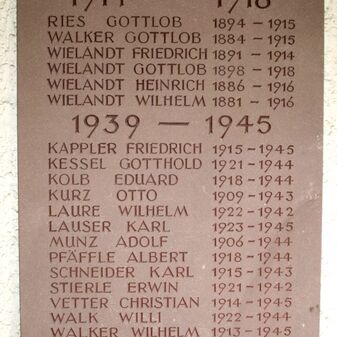 1914 1918
RIES GOTTLOB 1894 – 1915
WALKER GOTTLOB 1884 – 1915
WIELANDT FRIEDRICH 1891 – 1914
WIELANDT GOTTLOB 1898 – 1918
WIELANDT HEINRICH 1886 – 1916
WIELANDT WILHELM 1881 – 1916
1939 — 1945
KAPPLER FRIEDRICH 1915 – 1945
KESSEL GOTTHOLD 1921 – 1944
KOLB EDUARD 1918 – 1944
KURZ OTTO 1909 – 1943
LAURE WILHELM 1922 – 1942
LAUSER KARL 1923 – 1945
MUNZ ADOLF 1906 – 1944
PFÄFFLE ALBERT 1918 – 1944
SCHNEIDER KARL 1915 – 1943
STIERLE ERWIN 1921 – 1942
VETTER CHRISTIAN 1914 – 1945
WALK WILLI 1922 – 1944
WALKER WILHELM 1913 – 1945